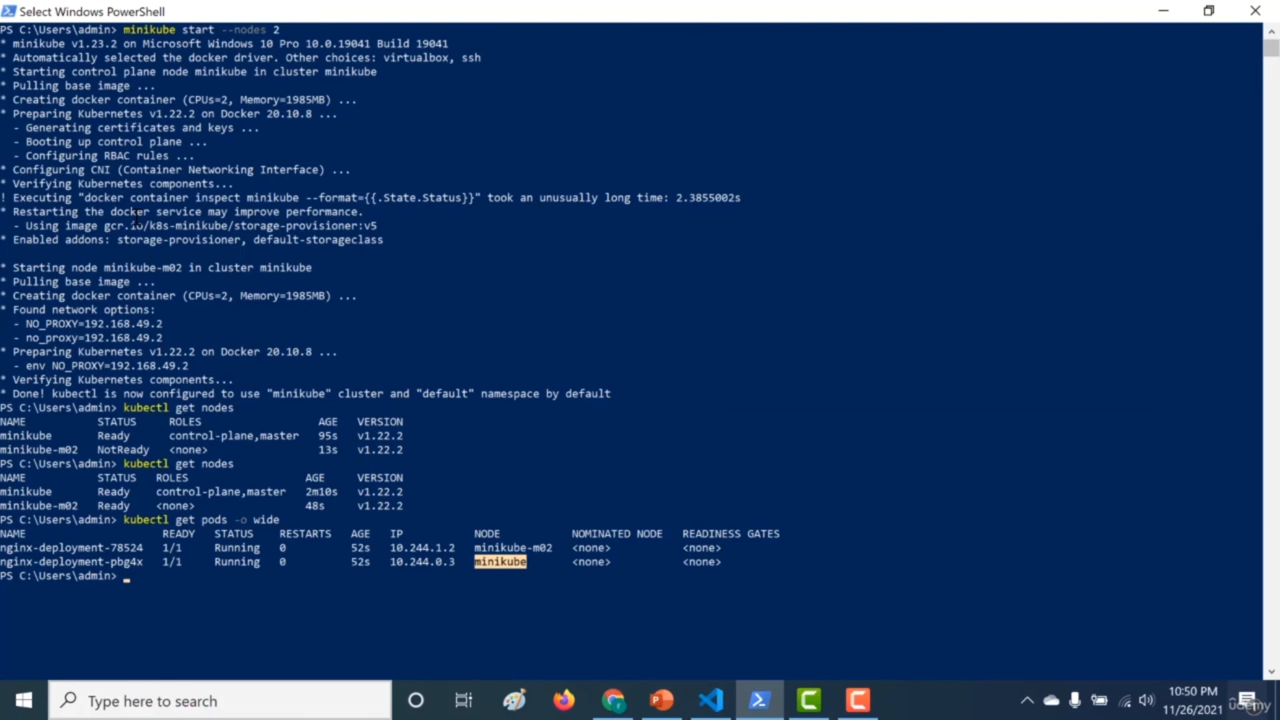 Select Windows PowerShell
PS C:\Users\admin> minikube start --nodes 2
* minikube v1.23.2 on Microsoft Windows 10 Pro 10.0.19041 Build 19041
* Automatically selected the docker driver. Other choices: virtualbox, ssh
* Starting control plane node minikube in cluster minikube
* Pulling base image ...
* Creating docker container (CPUs=2, Memory=1985MB) ...
* Preparing Kubernetes v1.22.2 on Docker 20.10.8 ...
  - Generating certificates and keys ...
  - Booting up control plane ...
  - Configuring RBAC rules ...
* Configuring CNI (Container Networking Interface) ...
* Verifying Kubernetes components...
! Executing "docker container inspect minikube --format={{.State.Status}}" took an unusually long time: 2.3855002s
* Restarting the docker service may improve performance.
  - Using image gcr.io/k8s-minikube/storage-provisioner:v5
* Enabled addons: storage-provisioner, default-storageclass
* Starting node minikube-m02 in cluster minikube
* Pulling base image ...
* Creating docker container (CPUs=2, Memory=1985MB) ...
* Found network options:
  - NO_PROXY=192.168.49.2
  - no_proxy=192.168.49.2
* Preparing Kubernetes v1.22.2 on Docker 20.10.8 ...
  - env NO_PROXY=192.168.49.2
* Verifying Kubernetes components...
* Done! kubectl is now configured to use "minikube" cluster and "default" namespace by default
PS C:\Users\admin> kubectl get nodes
NAME STATUS ROLES AGE VERSION
minikube Ready control-plane,master 95s v1.22.2
minikube-m02 NotReady <none> 13s v1.22.2
PS C:\Users\admin> kubectl get nodes
NAME STATUS ROLES AGE VERSION
minikube Ready control-plane,master 2m10s v1.22.2
minikube-m02 Ready <none> 48s v1.22.2
PS C:\Users\admin> kubectl get pods -o wide
NAME READY STATUS RESTARTS AGE IP NODE NOMINATED NODE READINESS GATES
nginx-deployment-78524 1/1 Running 0 52s 10.244.1.2 minikube-m02 <none> <none>
nginx-deployment-pbg4x 1/1 Running 0 52s 10.244.0.3 minikube <none> <none>
PS C:\Users\admin>
Type here to search
10:50 PM
11/26/2021
udemy